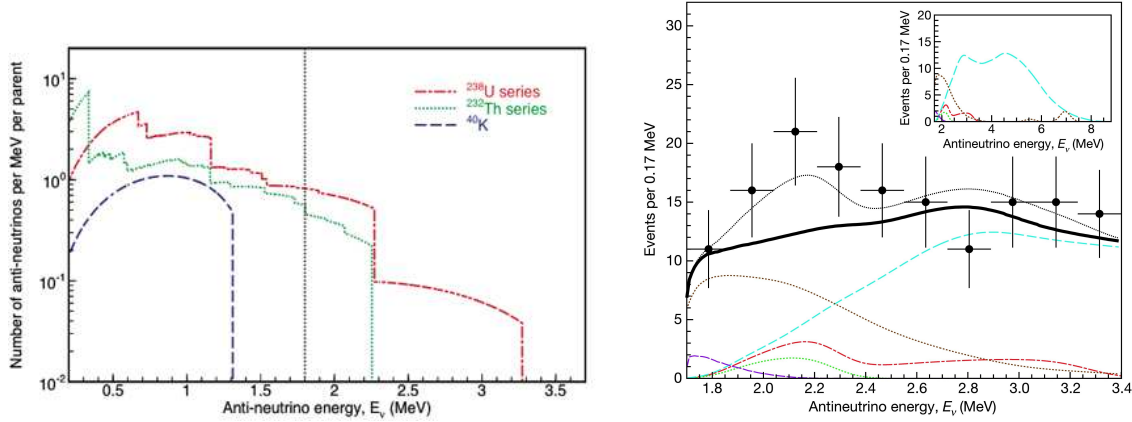 Number of anti-neutrinos per MeV per parent
10¹
10⁰
10⁻¹
10⁻²
²³⁸U series
²³²Th series
⁴⁰K
0.5 1 1.5 2 2.5 3 3.5
Anti-neutrino energy, Eᵥ (MeV)
Events per 0.17 MeV
30
25
20
15
10
5
0
1.8 2.0 2.2 2.4 2.6 2.8 3.0 3.2 3.4
Antineutrino energy, Eᵥ (MeV)
Events per 0.17 MeV
20
15
10
5
0
2 4 6 8
Antineutrino energy, Eᵥ (MeV)